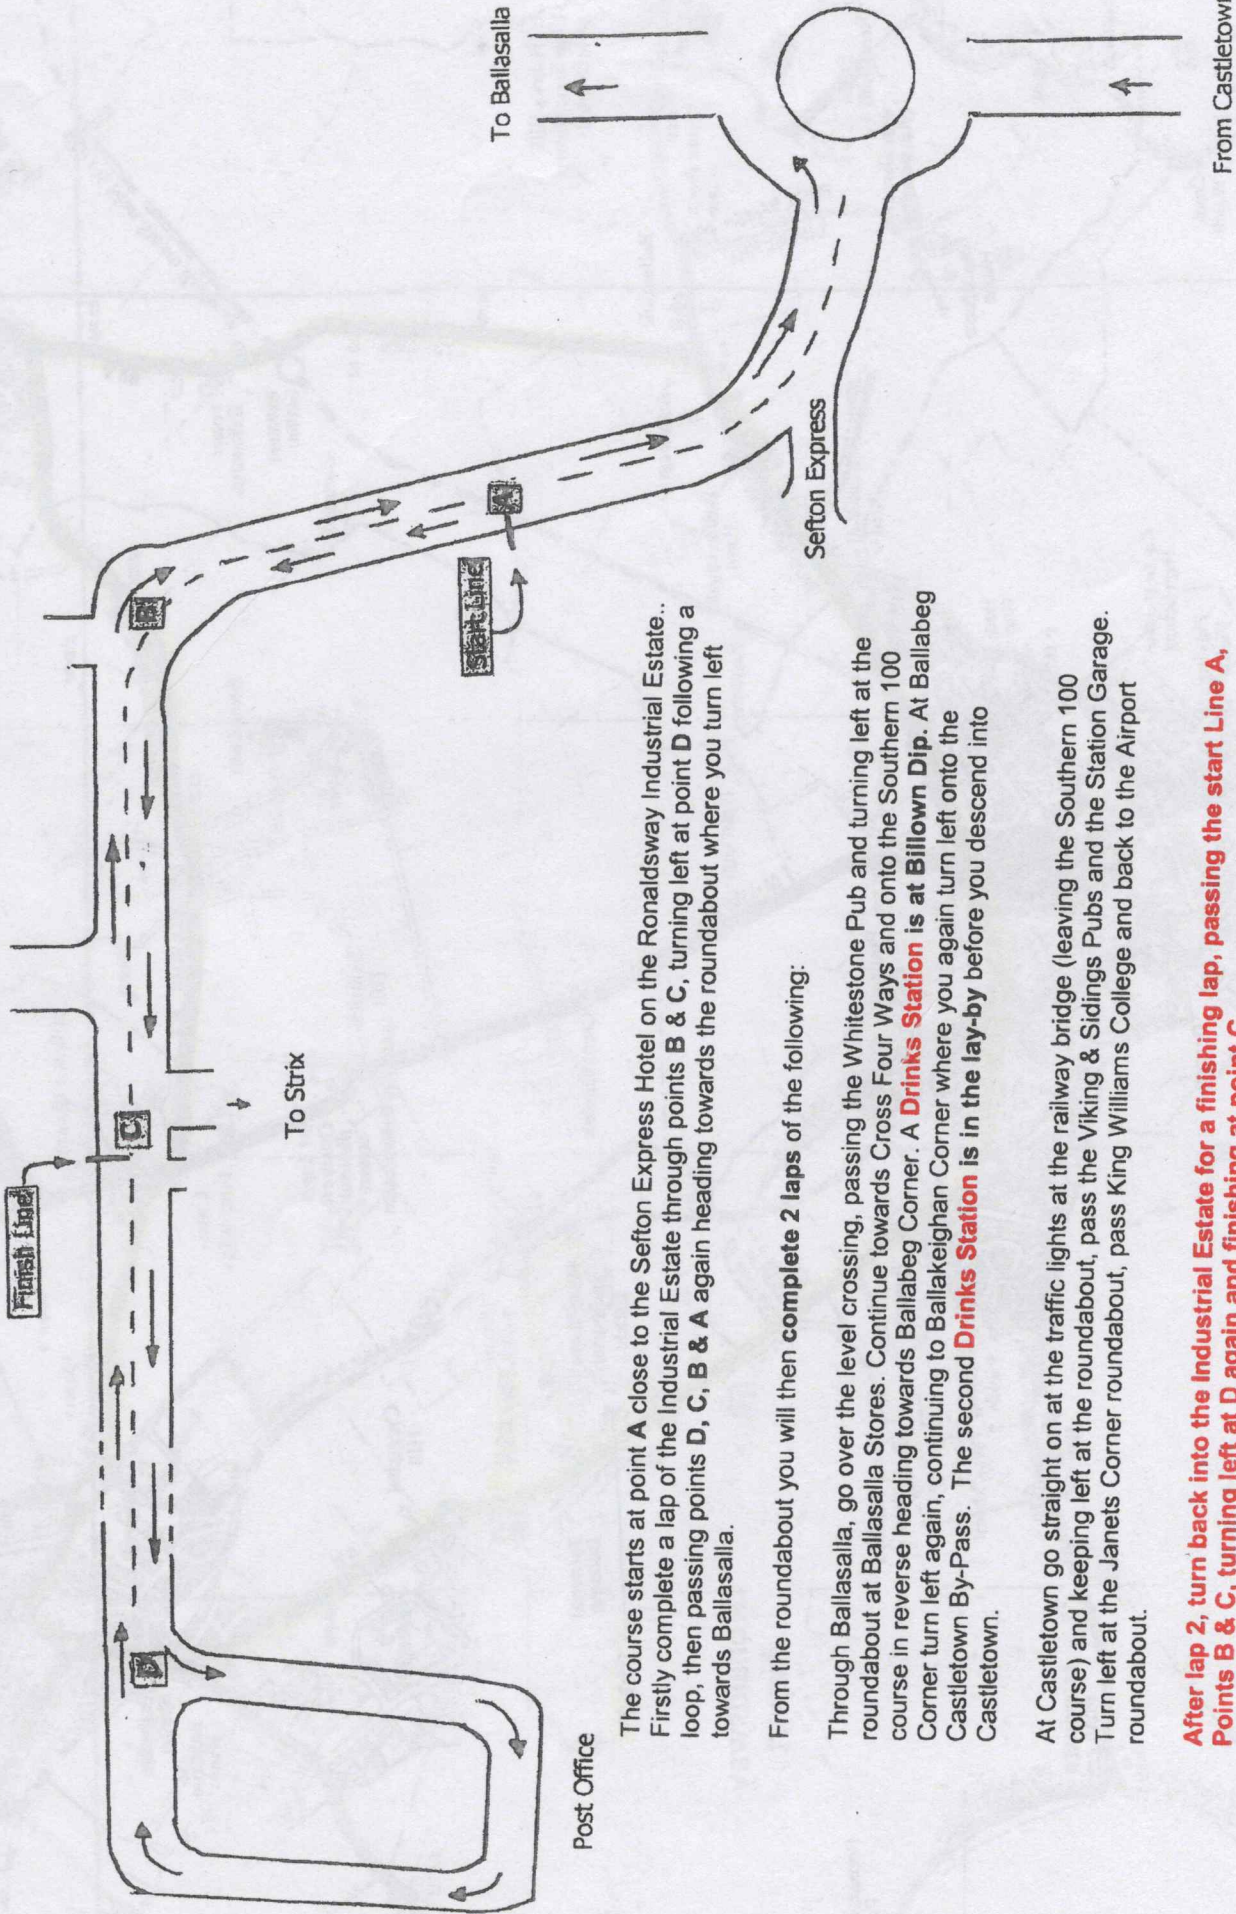 Finish Line
C
To Strix
B
Start Line
A
D
Post Office
Sefton Express
To Ballasalla
From Castletown
The course starts at point A close to the Sefton Express Hotel on the Ronaldsway Industrial Estate..
Firstly complete a lap of the Industrial Estate through points B & C, turning left at point D following a
loop, then passing points D, C, B & A again heading towards the roundabout where you turn left
towards Ballasalla.
From the roundabout you will then complete 2 laps of the following:
Through Ballasalla, go over the level crossing, passing the Whitestone Pub and turning left at the
roundabout at Ballasalla Stores. Continue towards Cross Four Ways and onto the Southern 100
course in reverse heading towards Ballabeg Corner. A Drinks Station is at Billown Dip. At Ballabeg
Corner turn left again, continuing to Ballakeighan Corner where you again turn left onto the
Castletown By-Pass. The second Drinks Station is in the lay-by before you descend into
Castletown.
At Castletown go straight on at the traffic lights at the railway bridge (leaving the Southern 100
course) and keeping left at the roundabout, pass the Viking & Sidings Pubs and the Station Garage.
Turn left at the Janets Corner roundabout, pass King Williams College and back to the Airport
roundabout.
After lap 2, turn back into the Industrial Estate for a finishing lap, passing the start Line A,
Points B & C, turning left at D again and finishing at point C